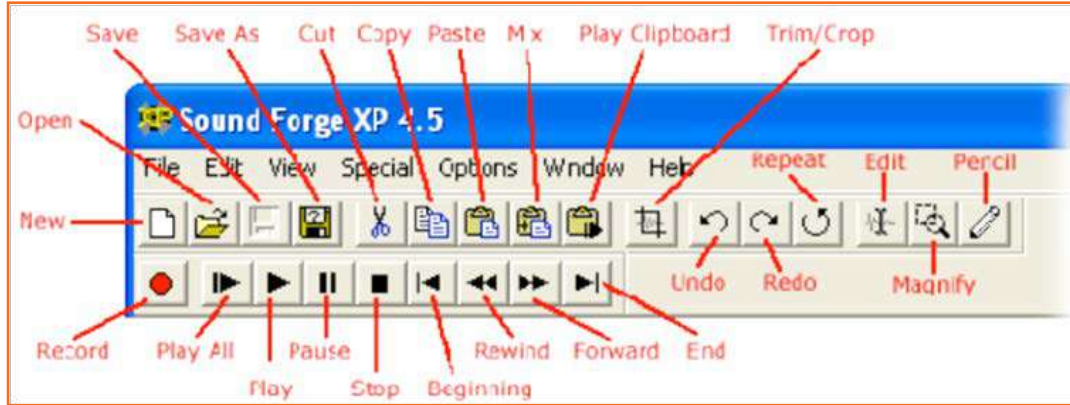 Save Save As Cut Copy Paste Mix Play Clipboard Trim/Crop
Open
Sound Forge XP 4.5
File Edit View Special Options Window Help
Repeat Edit Pencil
New
Undo Redo Magnify
Record Play All Pause Rewind Forward End
Play Stop Beginning